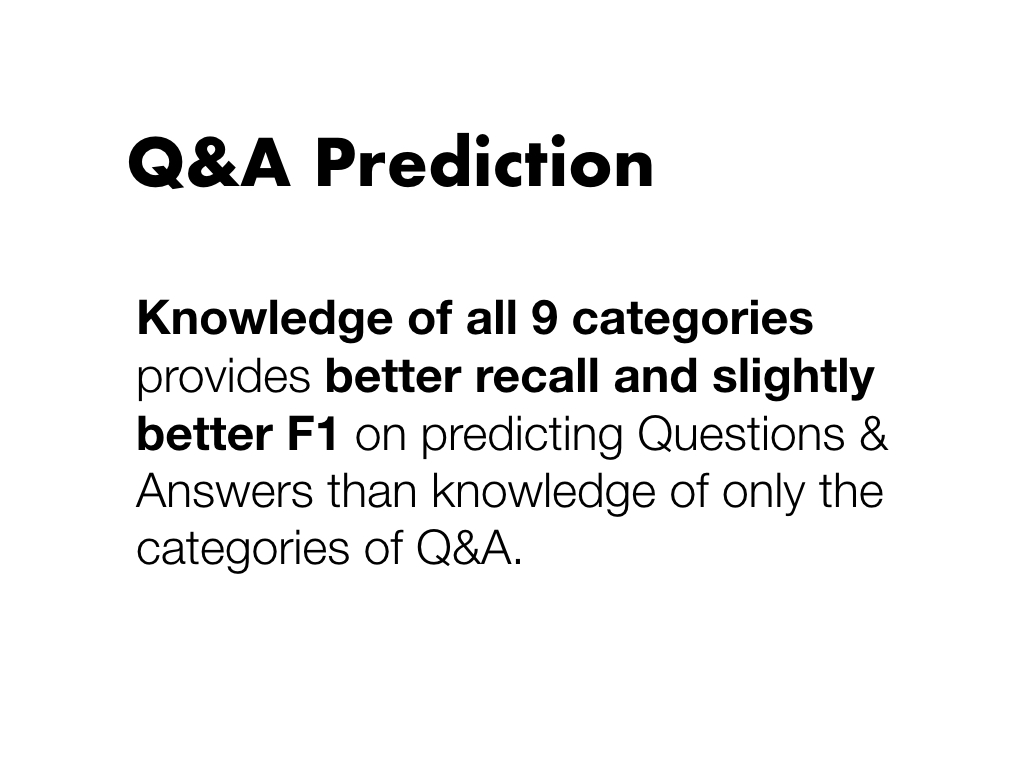 Q&A Prediction
Knowledge of all 9 categories
provides better recall and slightly
better F1 on predicting Questions &
Answers than knowledge of only the
categories of Q&A.